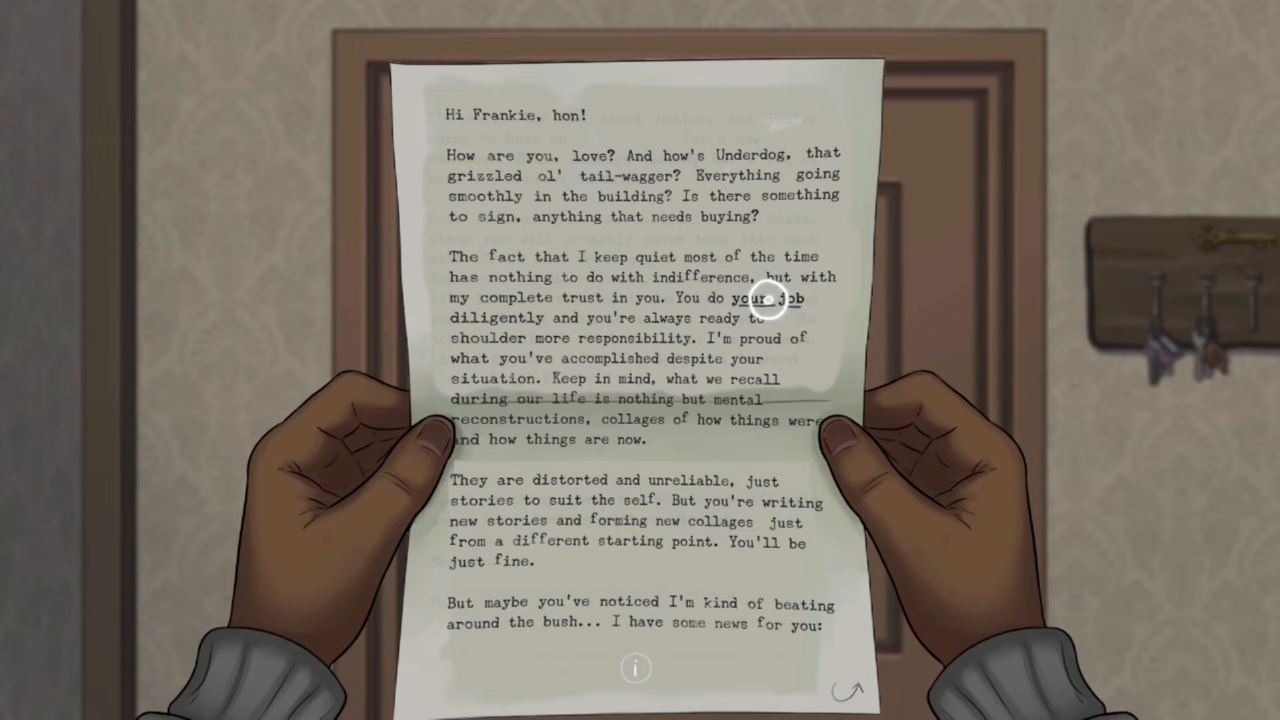 Hi Frankie, hon!
How are you, love? And how's Underdog, that
grizzled ol' tail-wagger? Everything going
smoothly in the building? Is there something
to sign, anything that needs buying?
The fact that I keep quiet most of the time
has nothing to do with indifference, but with
my complete trust in you. You do your job
diligently and you're always ready to
shoulder more responsibility. I'm proud of
what you've accomplished despite your
situation. Keep in mind, what we recall
during our life is nothing but mental
reconstructions, collages of how things were
and how things are now.
They are distorted and unreliable, just
stories to suit the self. But you're writing
new stories and forming new collages just
from a different starting point. You'll be
just fine.
But maybe you've noticed I'm kind of beating
around the bush... I have some news for you:
i